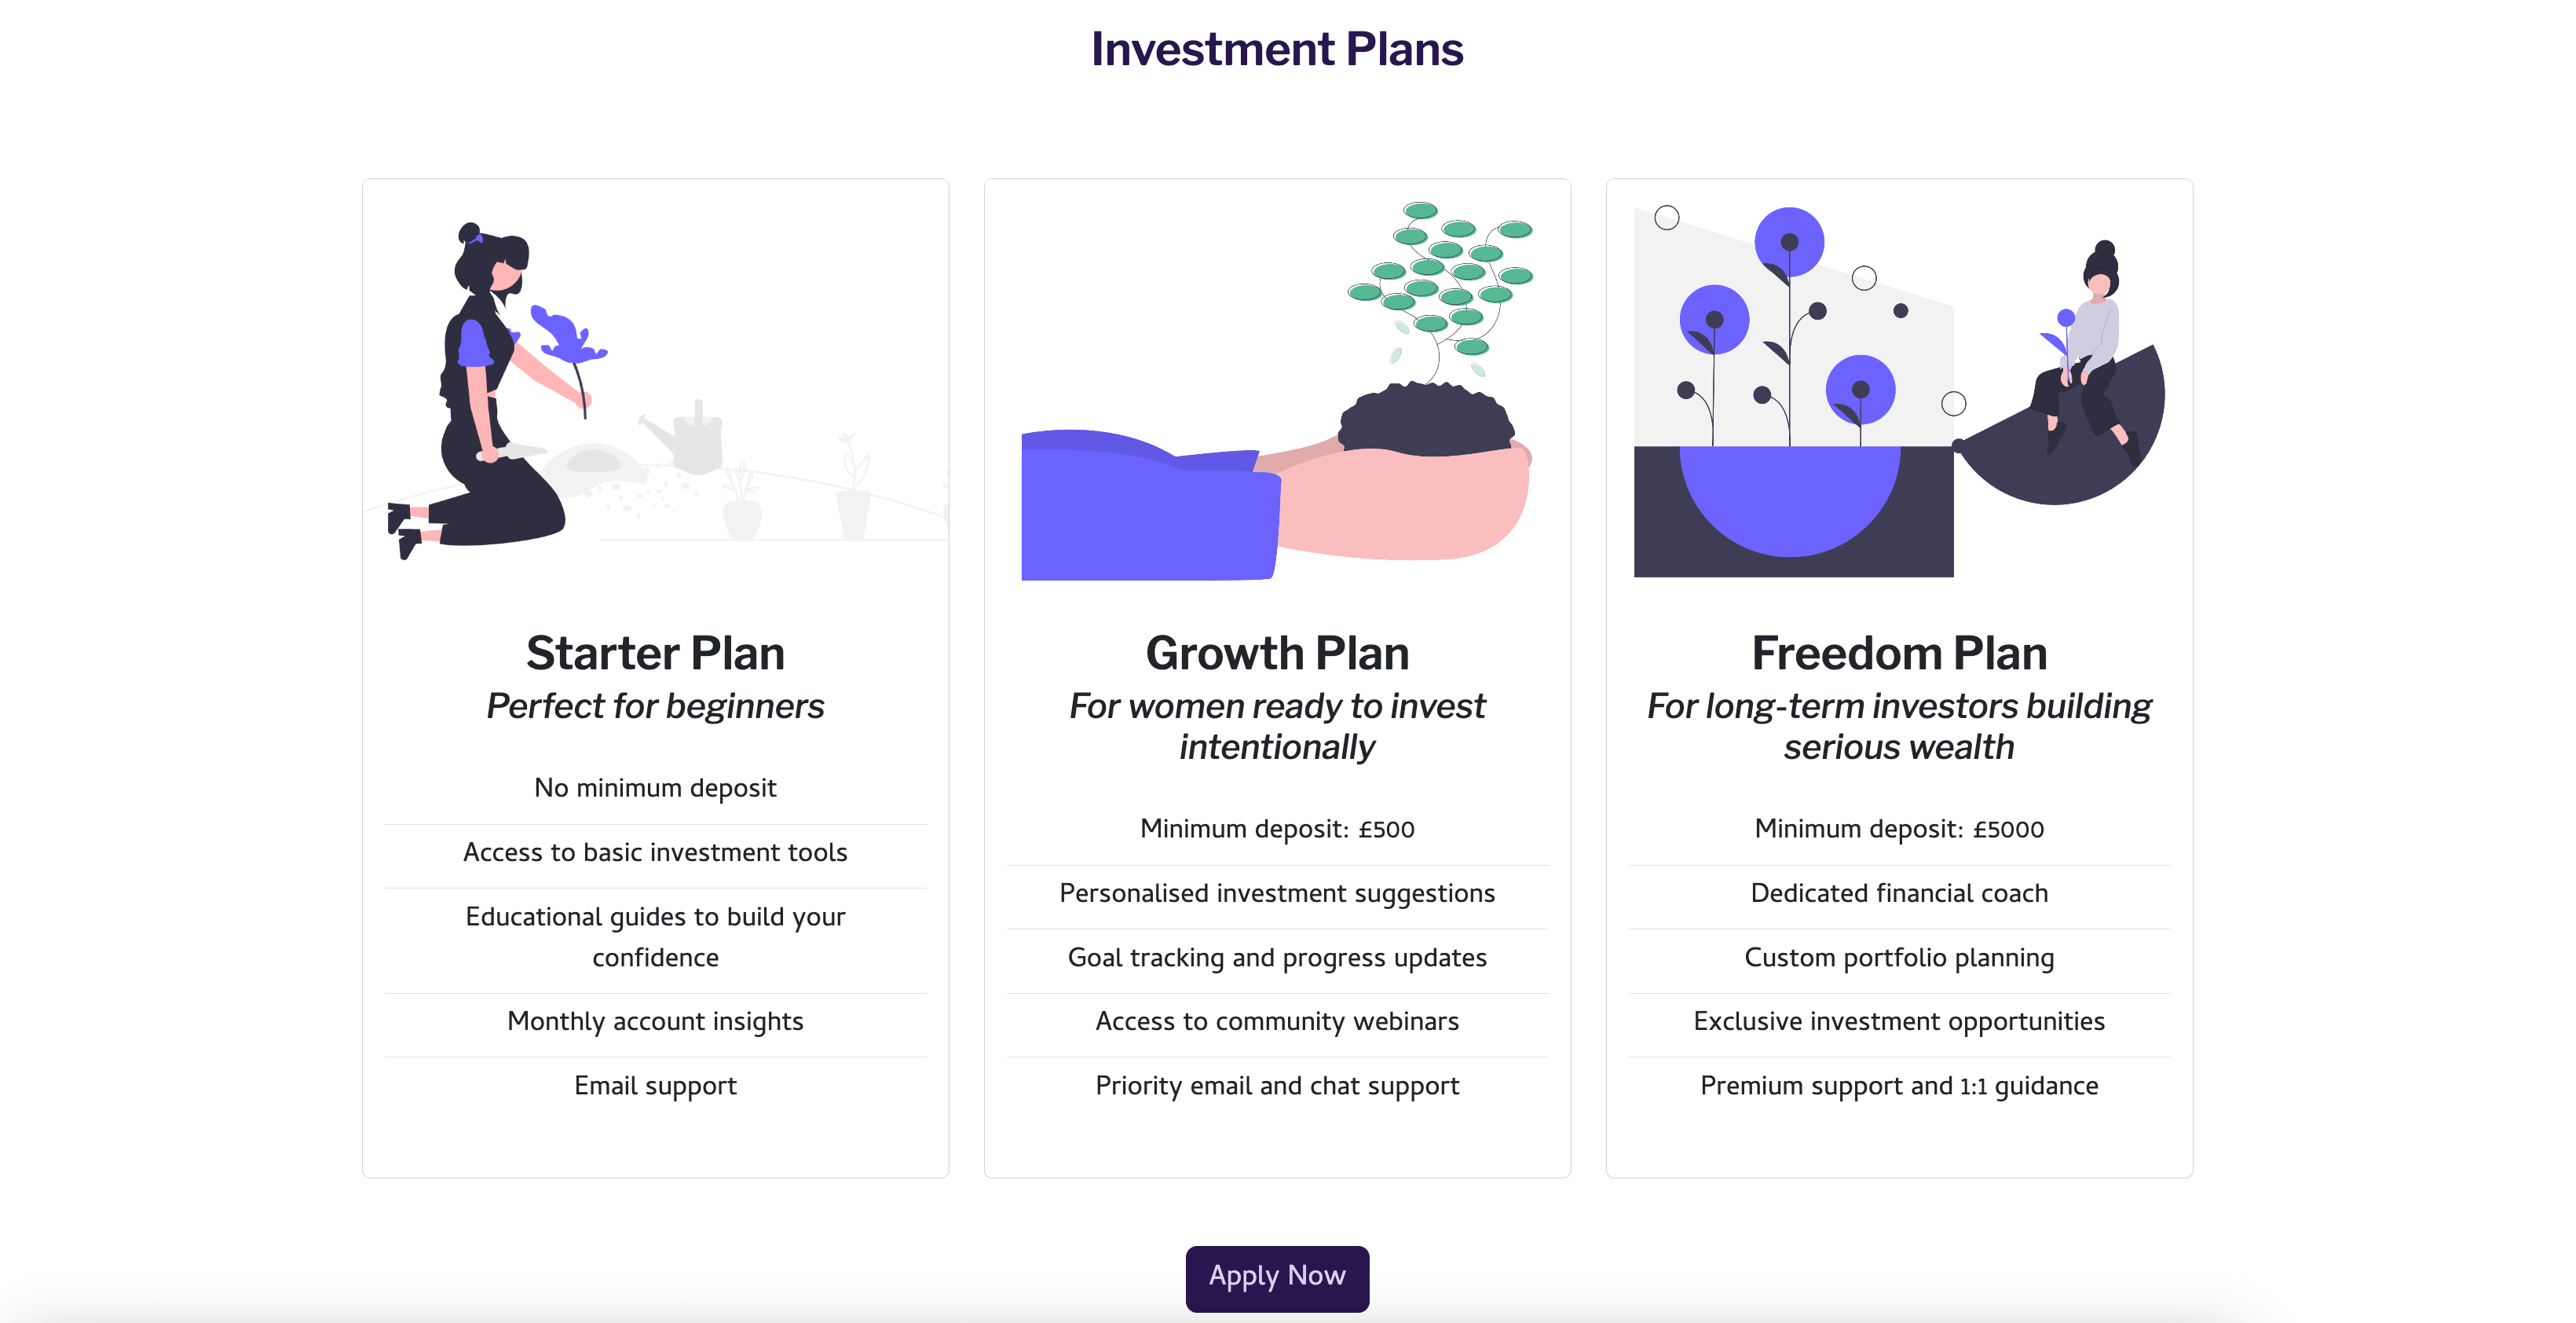 Investment Plans
Starter Plan
Perfect for beginners
No minimum deposit
Access to basic investment tools
Educational guides to build your
confidence
Monthly account insights
Email support
Growth Plan
For women ready to invest
intentionally
Minimum deposit: £500
Personalised investment suggestions
Goal tracking and progress updates
Access to community webinars
Priority email and chat support
Freedom Plan
For long-term investors building
serious wealth
Minimum deposit: £5000
Dedicated financial coach
Custom portfolio planning
Exclusive investment opportunities
Premium support and 1:1 guidance
Apply Now